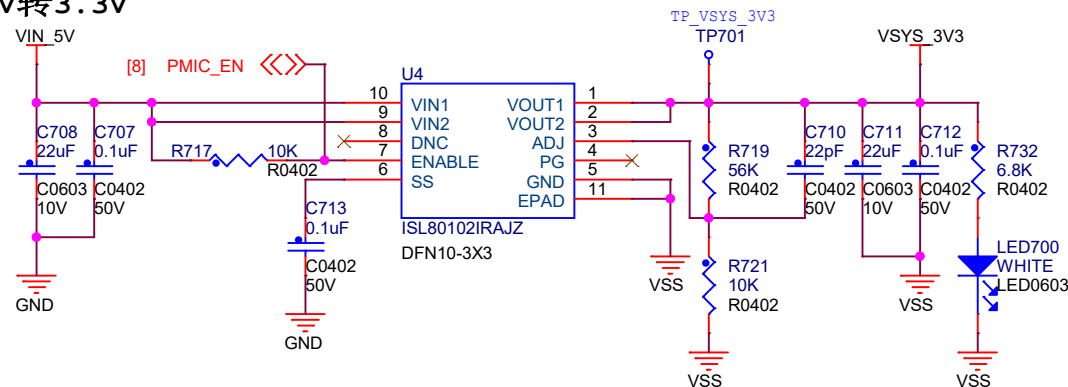 V转3.3V
VIN_5V
[8] PMIC_EN
TP_VSYS_3V3
TP701
VSYS_3V3
U4
10 VIN1 VOUT1 1
9 VIN2 VOUT2 2
8 DNC ADJ 3
7 ENABLE PG 4
6 SS GND 5
EPAD 11
ISL80102IRAJZ
DFN10-3X3
C708
22uF
C0603
10V
C707
0.1uF
C0402
50V
GND
R717 10K
R0402
C713
0.1uF
C0402
50V
GND
VSS
R719
56K
R0402
R721
10K
R0402
VSS
C710
22pF
C0402
50V
C711
22uF
C0603
10V
C712
0.1uF
C0402
50V
VSS
R732
6.8K
R0402
LED700
WHITE
LED0603
VSS